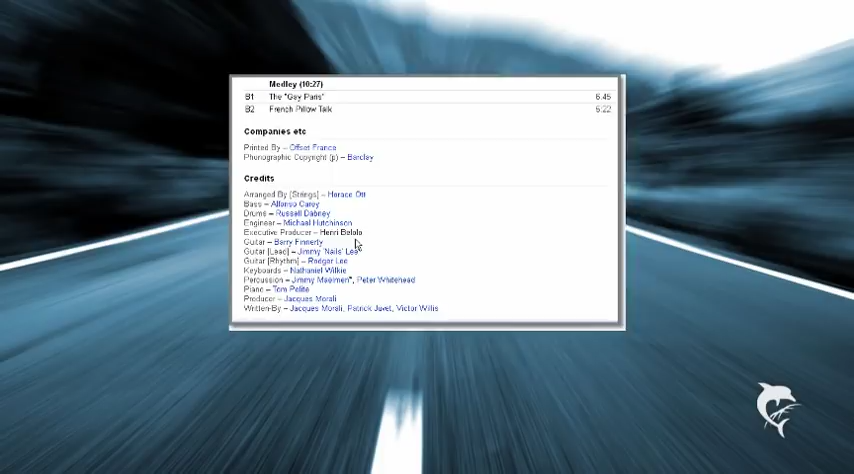 Medley (10:27)
B1 The "Gay Paris" 6:45
B2 French Pillow Talk 5:22
Companies etc
Printed By – Offset France
Phonographic Copyright (p) – Barclay
Credits
Arranged By [Strings] – Horace Ott
Bass – Alfonso Carey
Drums – Russell Dabney
Engineer – Michael Hutchinson
Executive Producer – Henri Belolo
Guitar – Barry Finnerty
Guitar [Lead] – Jimmy 'Nails' Lee
Guitar [Rhythm] – Rodger Lee
Keyboards – Nathaniel Wilkie
Percussion – Jimmy Maelmen*, Peter Whitehead
Piano – Tom Polite
Producer – Jacques Morali
Written-By – Jacques Morali, Patrick Juvet, Victor Willis